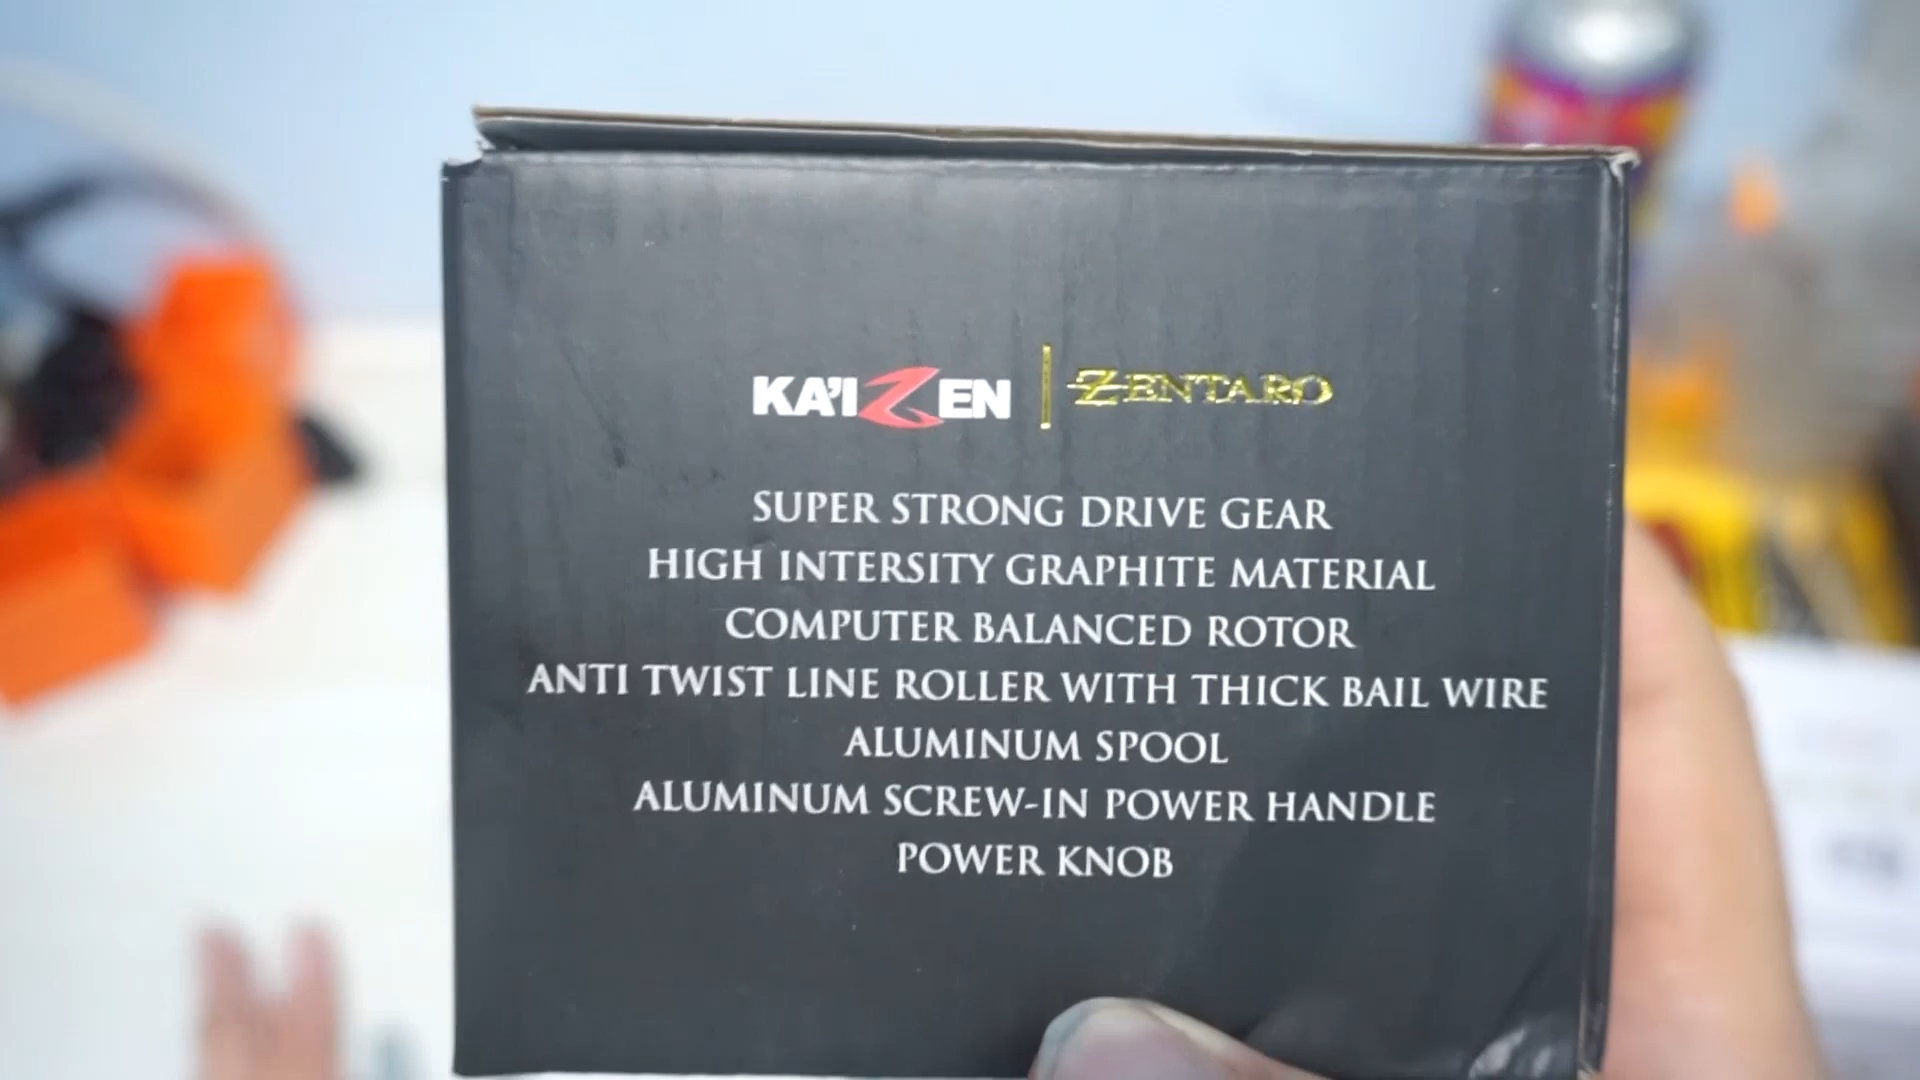 KA'IZEN | ZENTARO
SUPER STRONG DRIVE GEAR
HIGH INTERSITY GRAPHITE MATERIAL
COMPUTER BALANCED ROTOR
ANTI TWIST LINE ROLLER WITH THICK BAIL WIRE
ALUMINUM SPOOL
ALUMINUM SCREW-IN POWER HANDLE
POWER KNOB